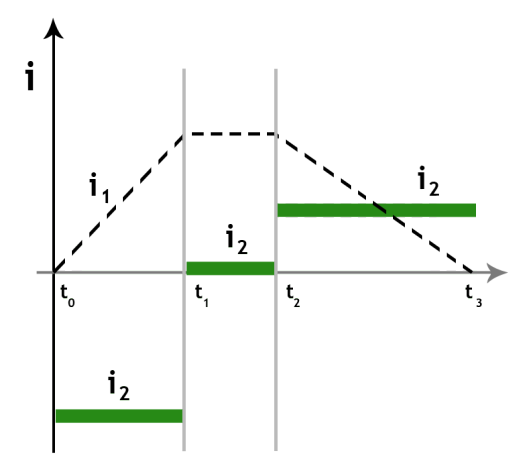 i
i₁
i₂
i₂
t₀ t₁ t₂ t₃
i₂